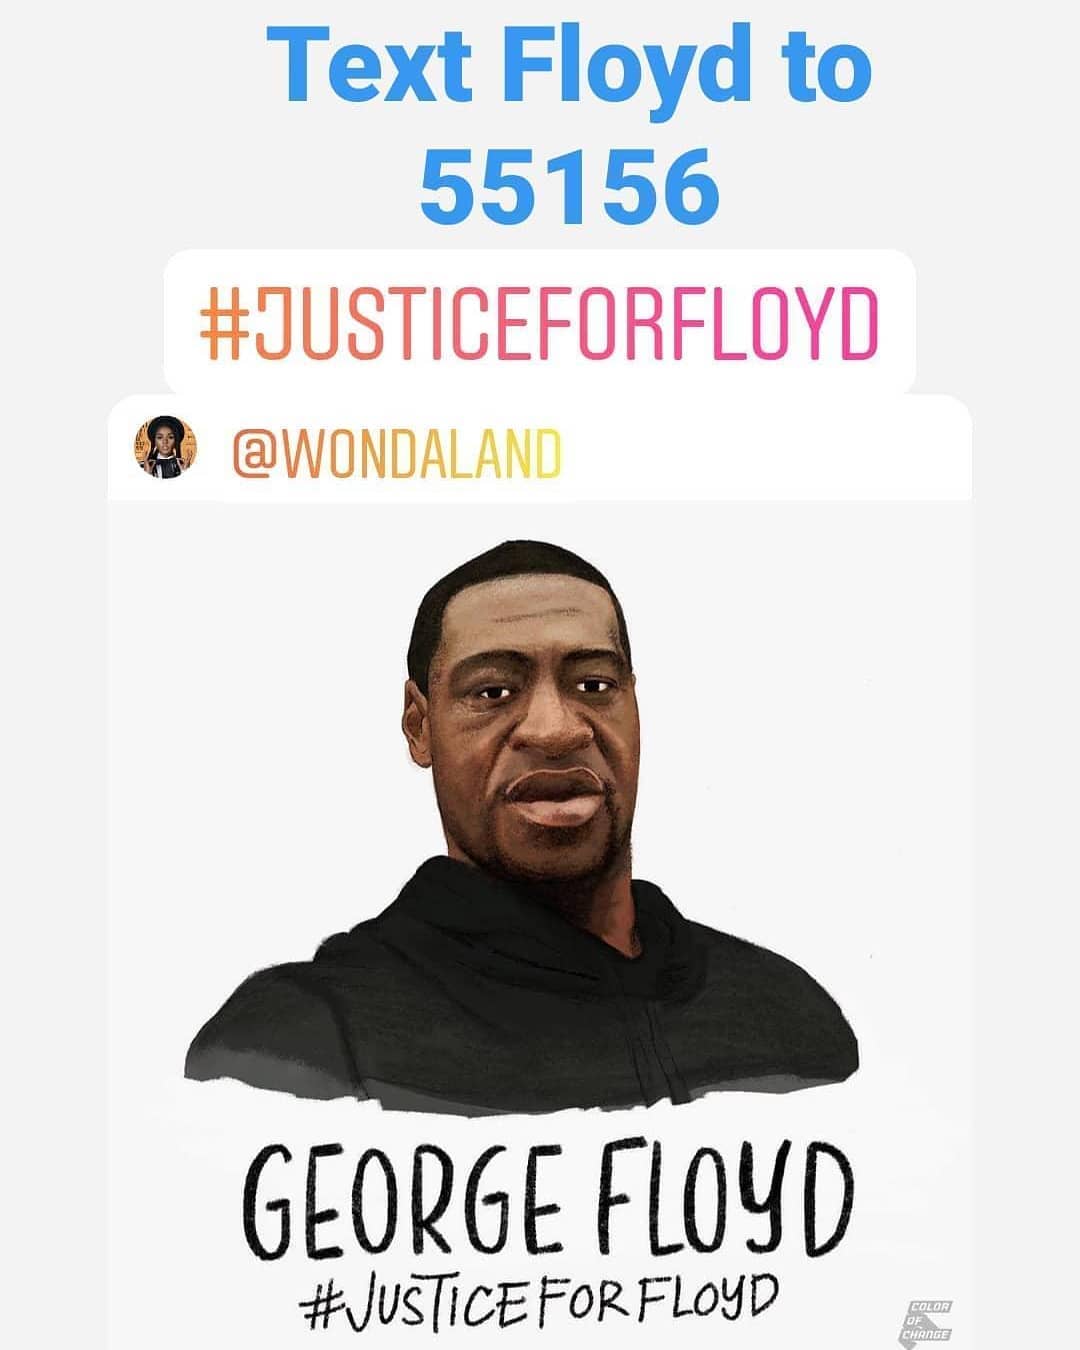 Text Floyd to
55156
#JUSTICEFORFLOYD
@WONDALAND
GEORGE FLOYD
#JUSTICEFORFLOYD
COLOR
OF
CHANGE